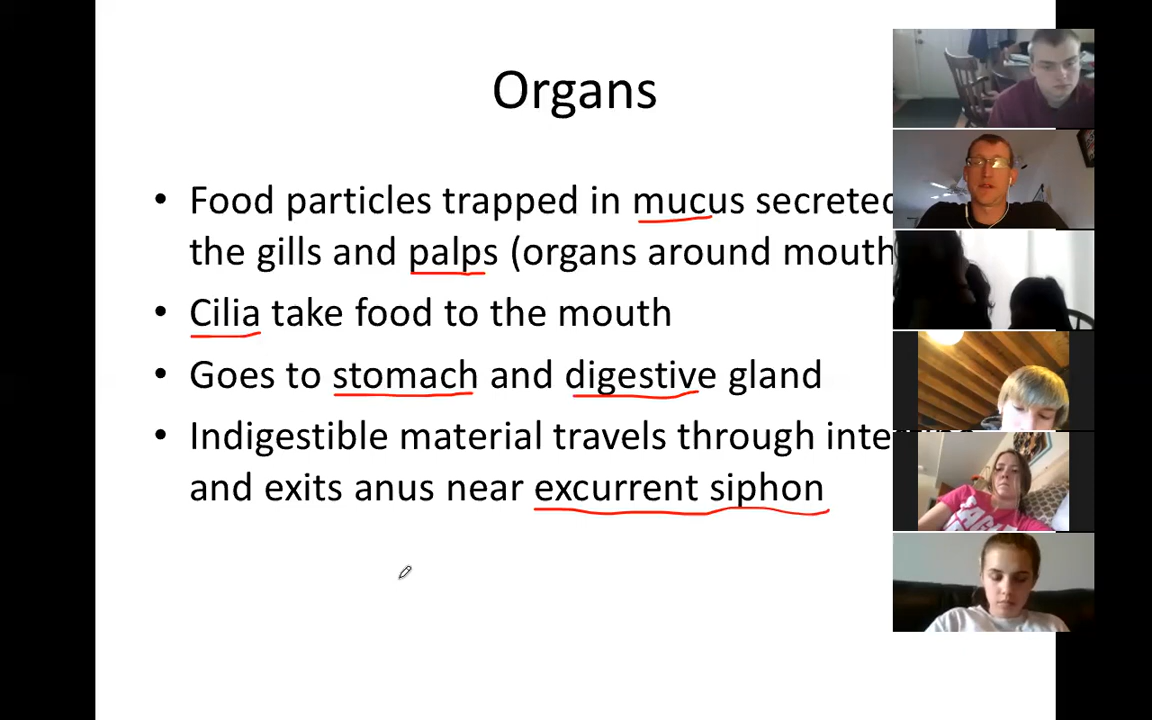 Organs
• Food particles trapped in mucus secreted
the gills and palps (organs around mouth
• Cilia take food to the mouth
• Goes to stomach and digestive gland
• Indigestible material travels through
and exits anus near excurrent siphon